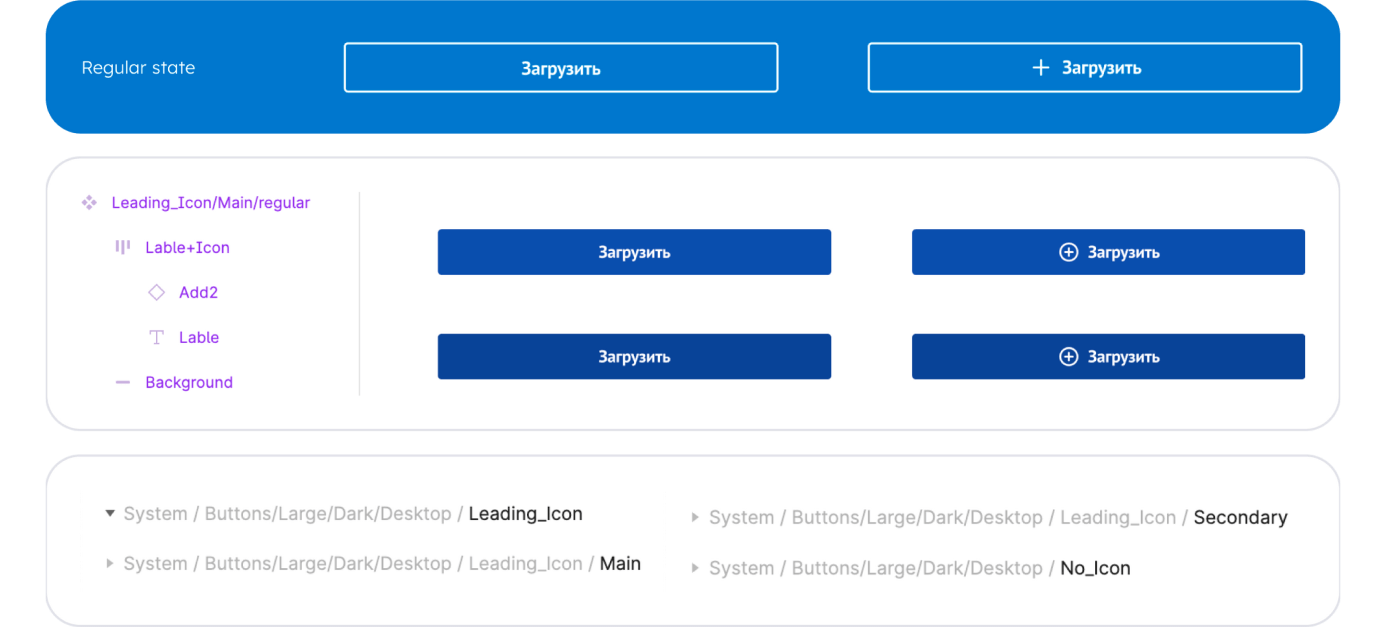 Regular state
Загрузить
Загрузить
Leading_Icon/Main/regular
Lable+Icon
Add2
Lable
Background
Загрузить
Загрузить
Загрузить
Загрузить
System / Buttons/Large/Dark/Desktop / Leading_Icon
System / Buttons/Large/Dark/Desktop / Leading_Icon / Main
System / Buttons/Large/Dark/Desktop / Leading_Icon / Secondary
System / Buttons/Large/Dark/Desktop / No_Icon